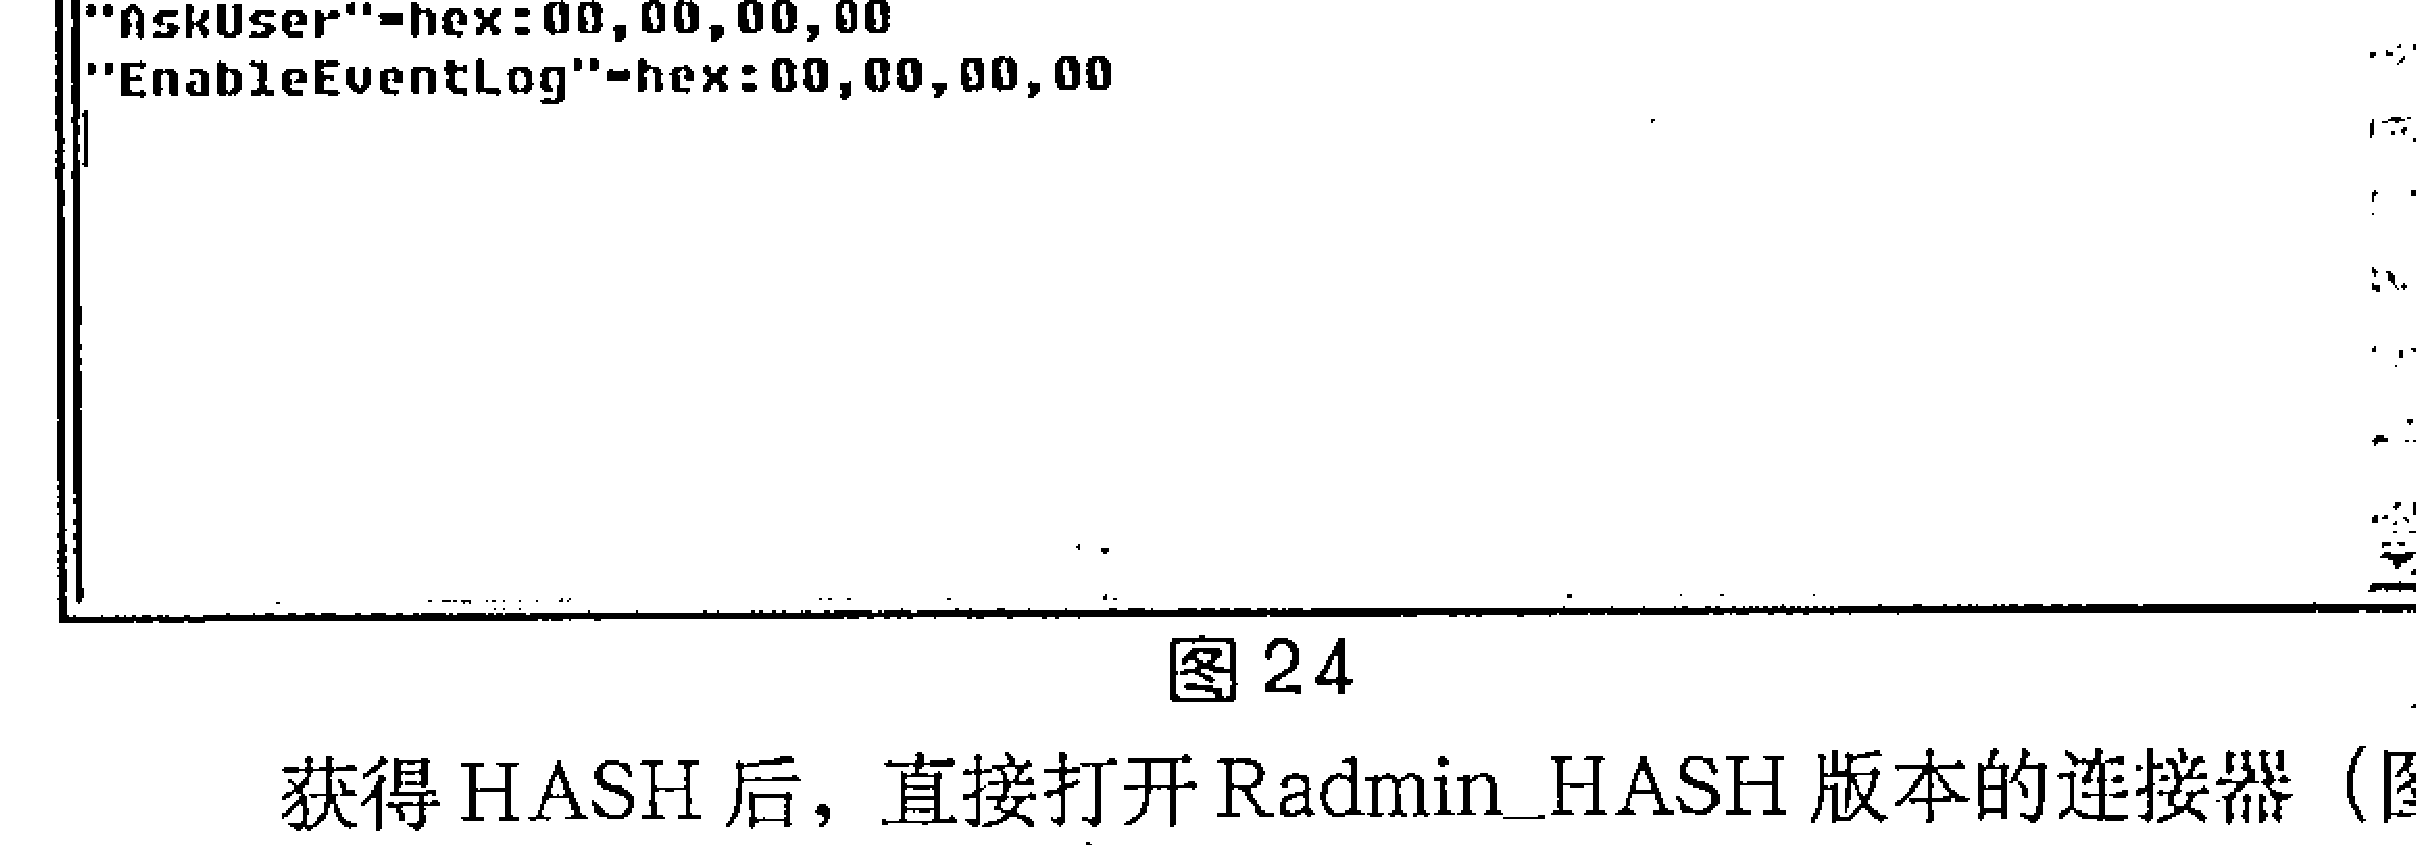 "AskUser"=hex:00,00,00,00
"EnableEventLog"=hex:00,00,00,00
图 24
获得 HASH 后，直接打开 Radmin_HASH 版本的连接器（图